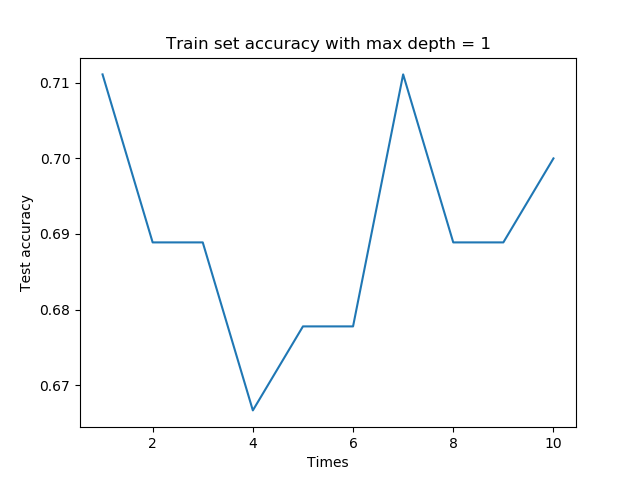 Train set accuracy with max depth = 1
0.71
0.70
0.69
0.68
0.67
Test accuracy
2 4 6 8 10
Times